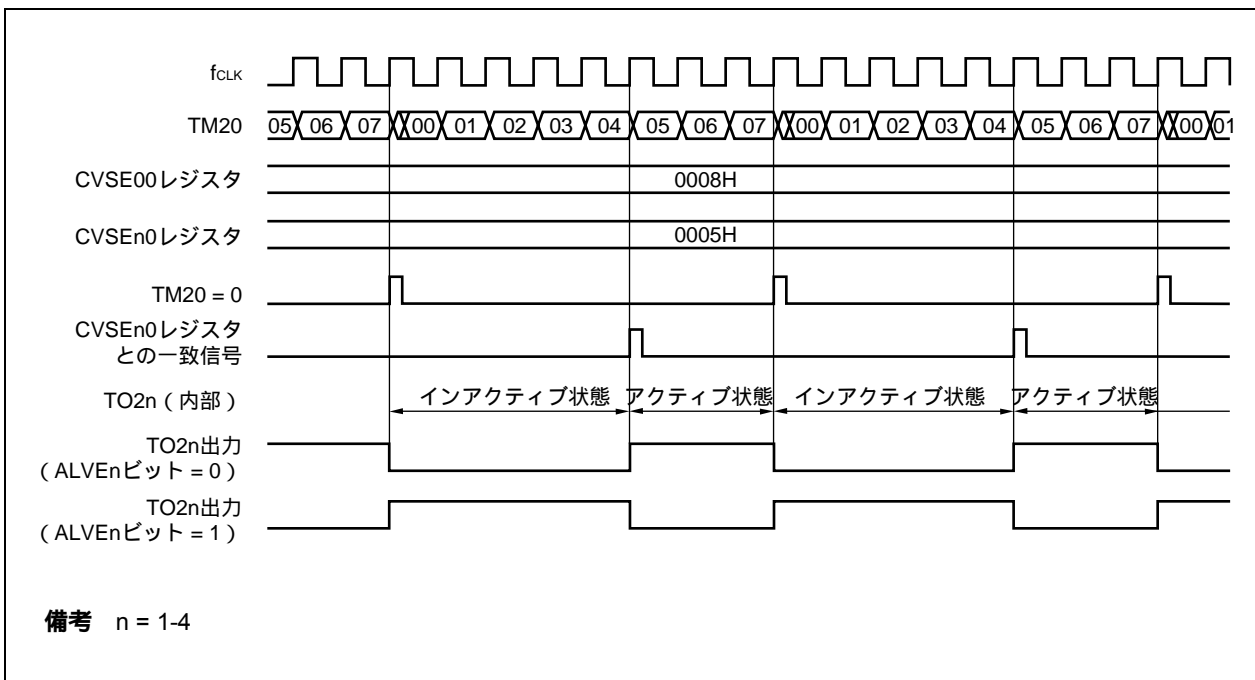 fCLK
TM20 05 06 07 00 01 02 03 04 05 06 07 00 01 02 03 04 05 06 07 00 01
CVSE00レジスタ 0008H
CVSEn0レジスタ 0005H
TM20 = 0
CVSEn0レジスタ
との一致信号
TO2n(内部) インアクティブ状態 アクティブ状態 インアクティブ状態 アクティブ状態
TO2n出力
(ALVEnビット = 0)
TO2n出力
(ALVEnビット = 1)
備考 n = 1-4